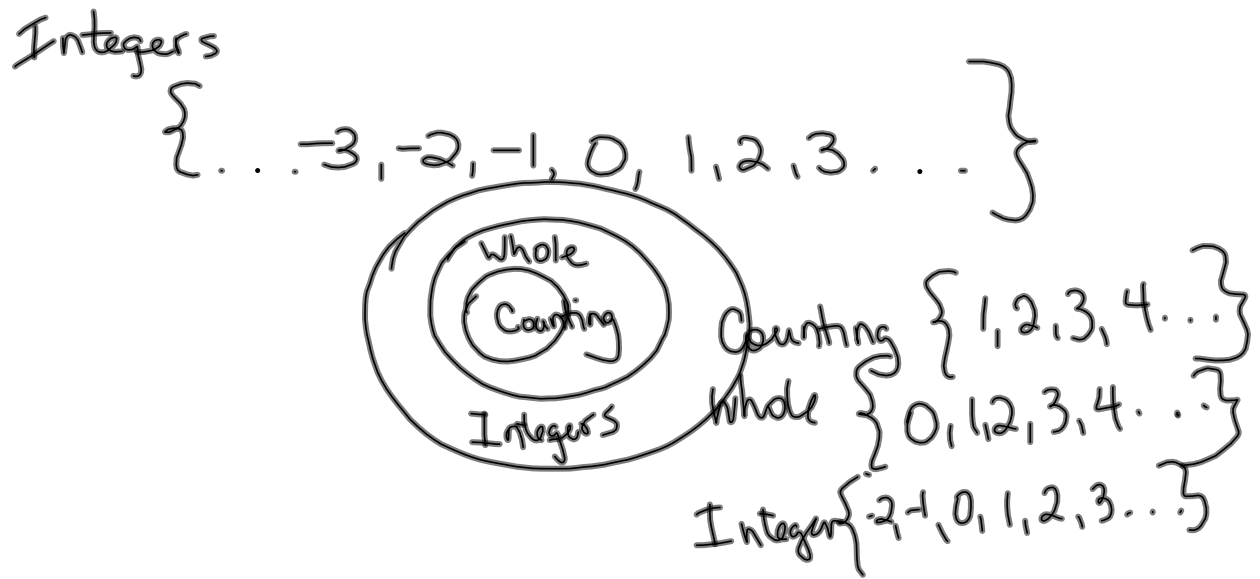 Integers
{. . . -3, -2, -1, 0, 1, 2, 3 . . . }
Whole
Counting
Integers
Counting { 1, 2, 3, 4 . . . }
Whole { 0, 1, 2, 3, 4 . . . }
Integer { -2, -1, 0, 1, 2, 3 . . . }